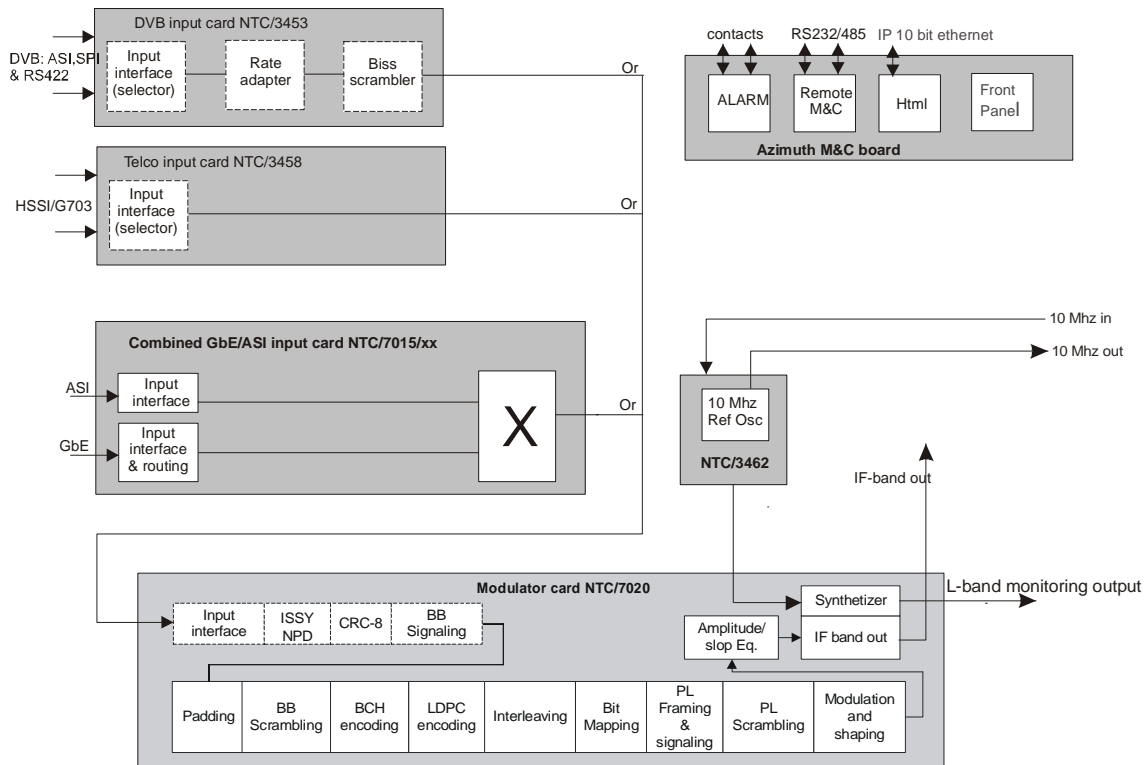 DVB input card NTC/3453
DVB: ASI,SPI
& RS422
Input
interface
(selector)
Rate
adapter
Biss
scrambler
Or
contacts
RS232/485
IP 10 bit ethernet
ALARM
Remote
M&C
Html
Front
Panel
Azimuth M&C board
Telco input card NTC/3458
HSSI/G703
Input
interface
(selector)
Or
Combined GbE/ASI input card NTC/7015/xx
ASI
Input
interface
GbE
Input
interface
& routing
X
Or
10 Mhz in
10 Mhz out
10 Mhz
Ref Osc
NTC/3462
IF-band out
Modulator card NTC/7020
L-band monitoring output
Input
interface
ISSY
NPD
CRC-8
BB
Signaling
Synthetizer
Amplitude/
slop Eq.
IF band out
Padding
BB
Scrambling
BCH
encoding
LDPC
encoding
Interleaving
Bit
Mapping
PL
Framing
&
signaling
PL
Scrambling
Modulation
and
shaping